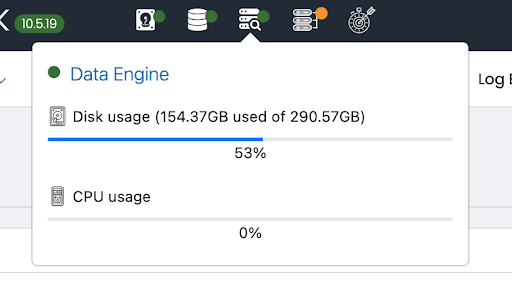 10.5.19
Data Engine
Log
Disk usage (154.37GB used of 290.57GB)
53%
CPU usage
0%